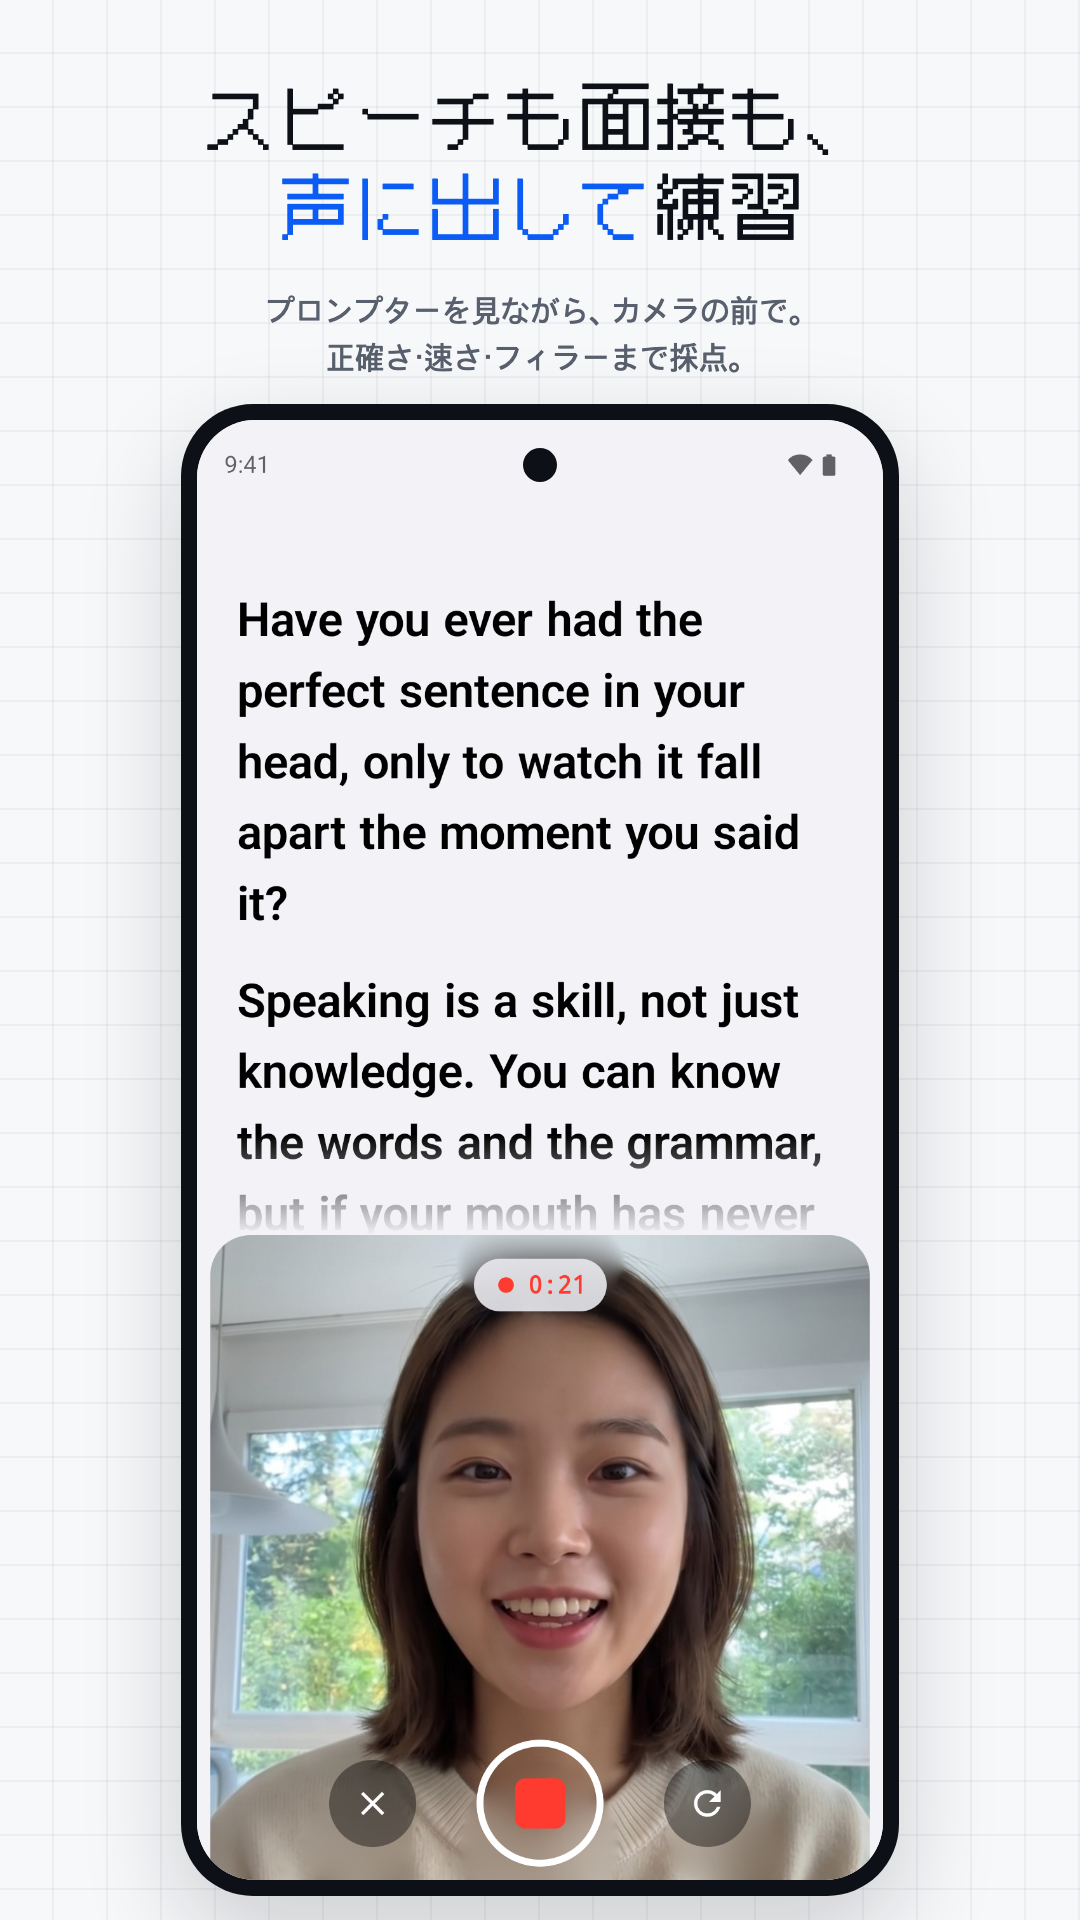 スピーチも面接も、
声に出して練習
プロンプターを見ながら、カメラの前で。
正確さ·速さ·フィラーまで採点。
9:41
Have you ever had the
perfect sentence in your
head, only to watch it fall
apart the moment you said
it?
Speaking is a skill, not just
knowledge. You can know
the words and the grammar,
but if your mouth has never
0:21